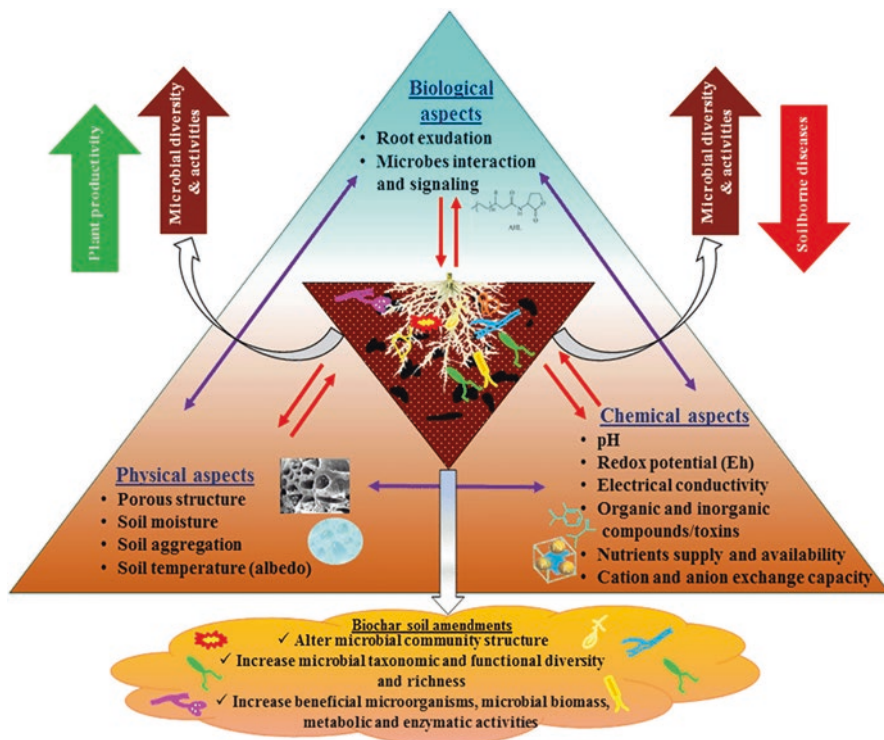 Plant productivity
Microbial diversity
& activities
Biological
aspects
• Root exudation
• Microbes interaction
and signaling
AHL
Microbial diversity
& activities
Soilborne diseases
Physical aspects
• Porous structure
• Soil moisture
• Soil aggregation
• Soil temperature (albedo)
Chemical aspects
• pH
• Redox potential (Eh)
• Electrical conductivity
• Organic and inorganic
compounds/toxins
• Nutrients supply and availability
• Cation and anion exchange capacity
Biochar soil amendments
✓ Alter microbial community structure
✓ Increase microbial taxonomic and functional diversity
and richness
✓ Increase beneficial microorganisms, microbial biomass,
metabolic and enzymatic activities